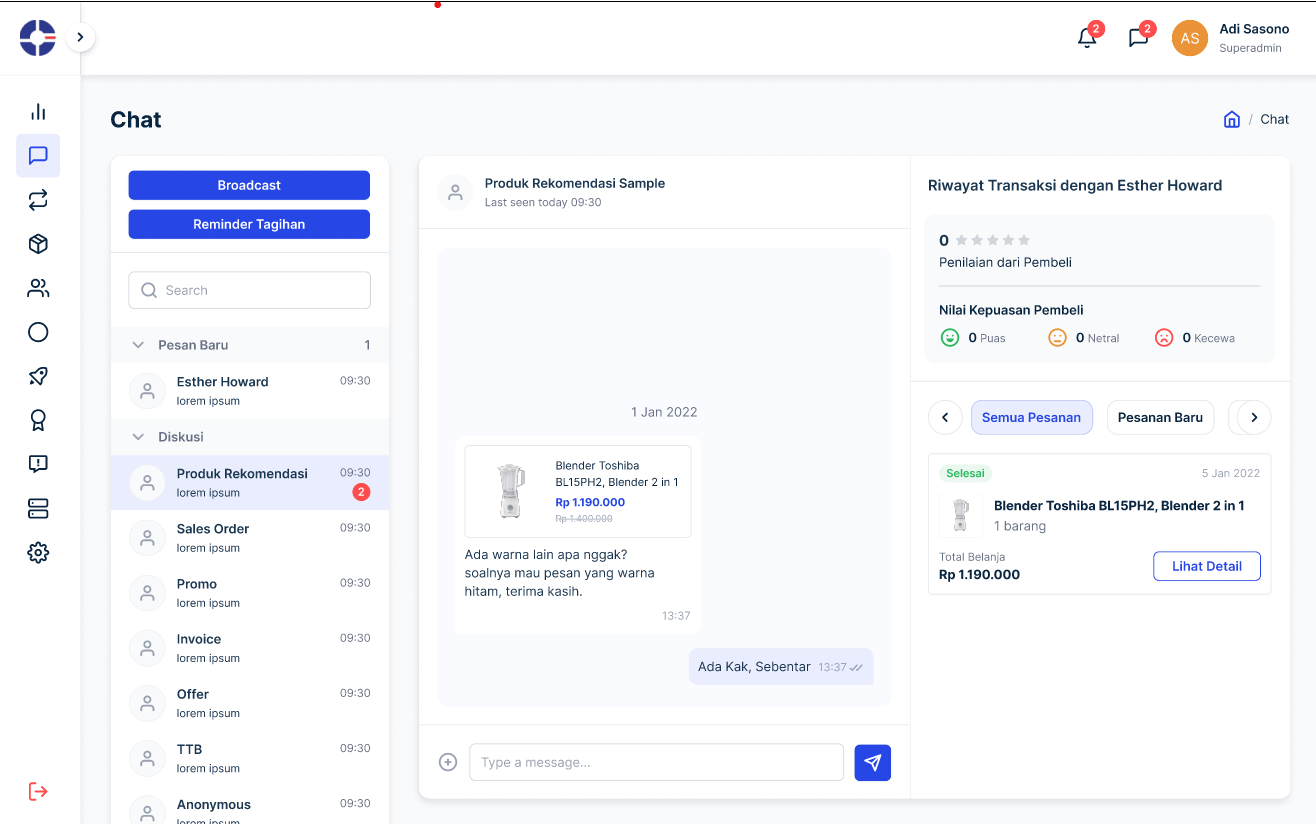 2
2
AS
Adi Sasono
Superadmin
Chat
/ Chat
Broadcast
Reminder Tagihan
Search
Pesan Baru 1
Esther Howard 09:30
lorem ipsum
Diskusi
Produk Rekomendasi 09:30
lorem ipsum 2
Sales Order 09:30
lorem ipsum
Promo 09:30
lorem ipsum
Invoice 09:30
lorem ipsum
Offer 09:30
lorem ipsum
TTB 09:30
lorem ipsum
Anonymous 09:30
lorem ipsum
Produk Rekomendasi Sample
Last seen today 09:30
1 Jan 2022
Blender Toshiba
BL15PH2, Blender 2 in 1
Rp 1.190.000
Rp 1.400.000
Ada warna lain apa nggak?
soalnya mau pesan yang warna
hitam, terima kasih.
13:37
Ada Kak, Sebentar 13:37
Type a message...
Riwayat Transaksi dengan Esther Howard
0
Penilaian dari Pembeli
Nilai Kepuasan Pembeli
0 Puas 0 Netral 0 Kecewa
Semua Pesanan Pesanan Baru
Selesai 5 Jan 2022
Blender Toshiba BL15PH2, Blender 2 in 1
1 barang
Total Belanja
Rp 1.190.000
Lihat Detail